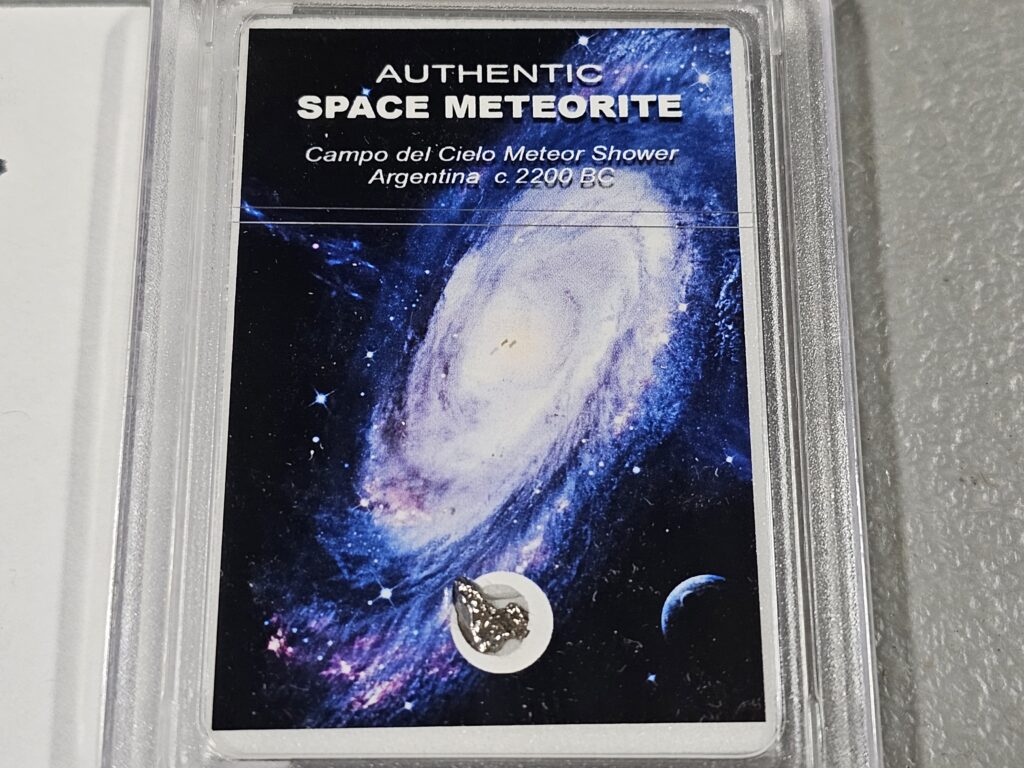 AUTHENTIC
SPACE METEORITE
Campo del Cielo Meteor Shower
Argentina c. 2200 BC